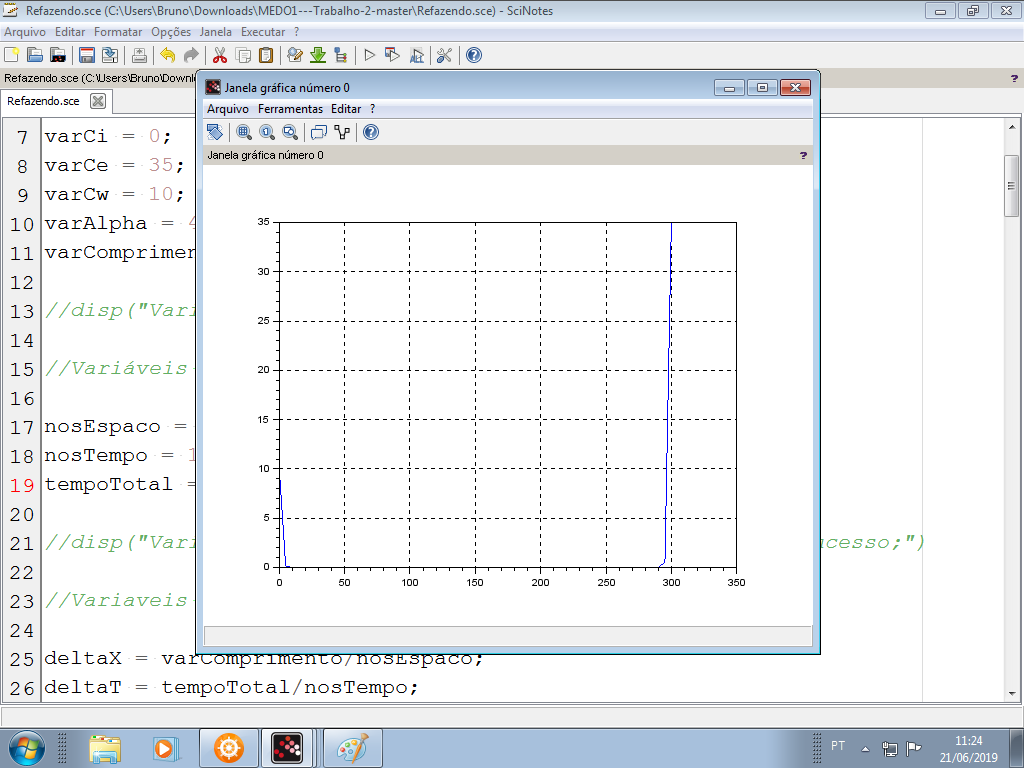 Refazendo.sce (C:\Users\Bruno\Downloads\MEDO1---Trabalho-2-master\Refazendo.sce) - SciNotes
Arquivo Editar Formatar Opções Janela Executar ?
Refazendo.sce (C:\Users\Bruno\Downl
?
Refazendo.sce
7 varCi = 0;
8 varCe = 35;
9 varCw = 10;
10 varAlpha = 4
11 varComprimen
12
13 //disp("Vari
14
15 //Variáveis
16
17 nosEspaco =
18 nosTempo = 1
19 tempoTotal =
20
21 //disp("Vari ucesso;")
22
23 //Variaveis
24
25 deltaX = varComprimento/nosEspaco;
26 deltaT = tempoTotal/nosTempo;
Janela gráfica número 0
Arquivo Ferramentas Editar ?
Janela gráfica número 0
?
35
30
25
20
15
10
5
0
0 50 100 150 200 250 300 350
PT
11:24
21/06/2019